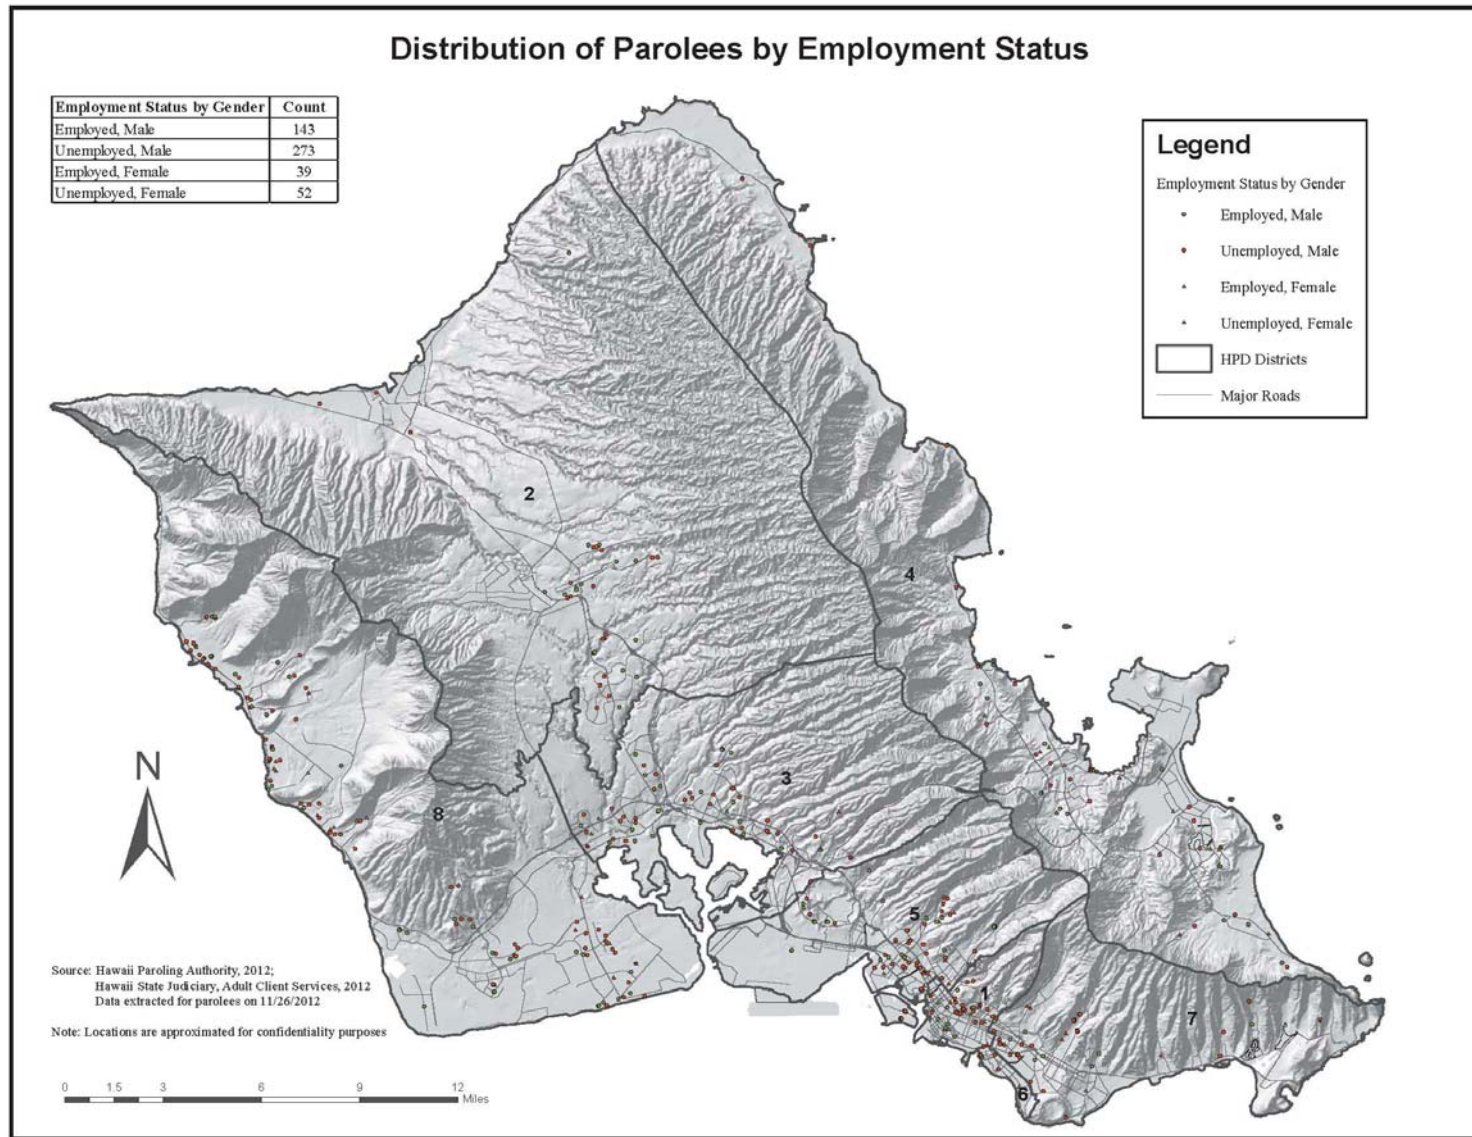 Distribution of Parolees by Employment Status
Employment Status by Gender Count
Employed, Male 143
Unemployed, Male 273
Employed, Female 39
Unemployed, Female 52
Legend
Employment Status by Gender
Employed, Male
Unemployed, Male
Employed, Female
Unemployed, Female
HPD Districts
Major Roads
2
4
3
8
5
1
7
6
N
Source: Hawaii Paroling Authority, 2012;
Hawaii State Judiciary, Adult Client Services, 2012
Data extracted for parolees on 11/26/2012
Note: Locations are approximated for confidentiality purposes
0 1.5 3 6 9 12
Miles